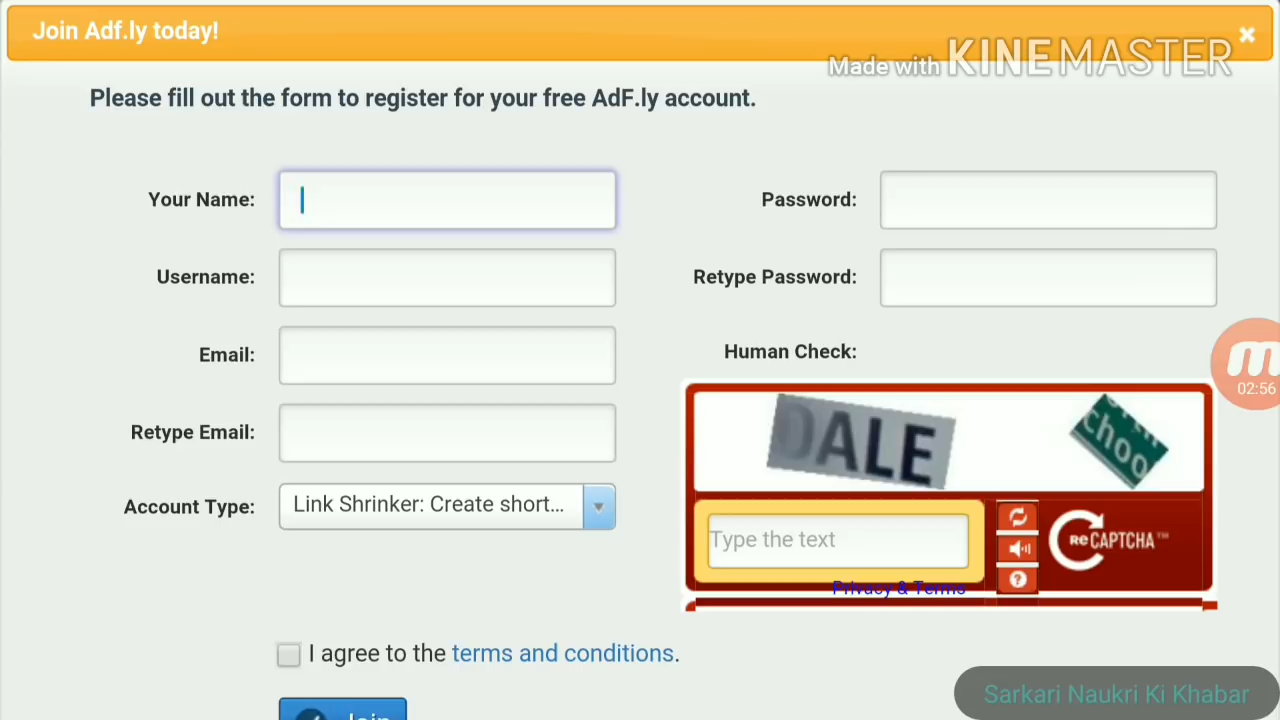 Join Adf.ly today!
Made with KINEMASTER
Please fill out the form to register for your free AdF.ly account.
Your Name:
Password:
Username:
Retype Password:
Email:
Human Check:
Retype Email:
DALE
choo
02:56
Account Type:
Link Shrinker: Create short...
Type the text
ReCAPTCHA™
Privacy & Terms
I agree to the terms and conditions.
Sarkari Naukri Ki Khabar
Join